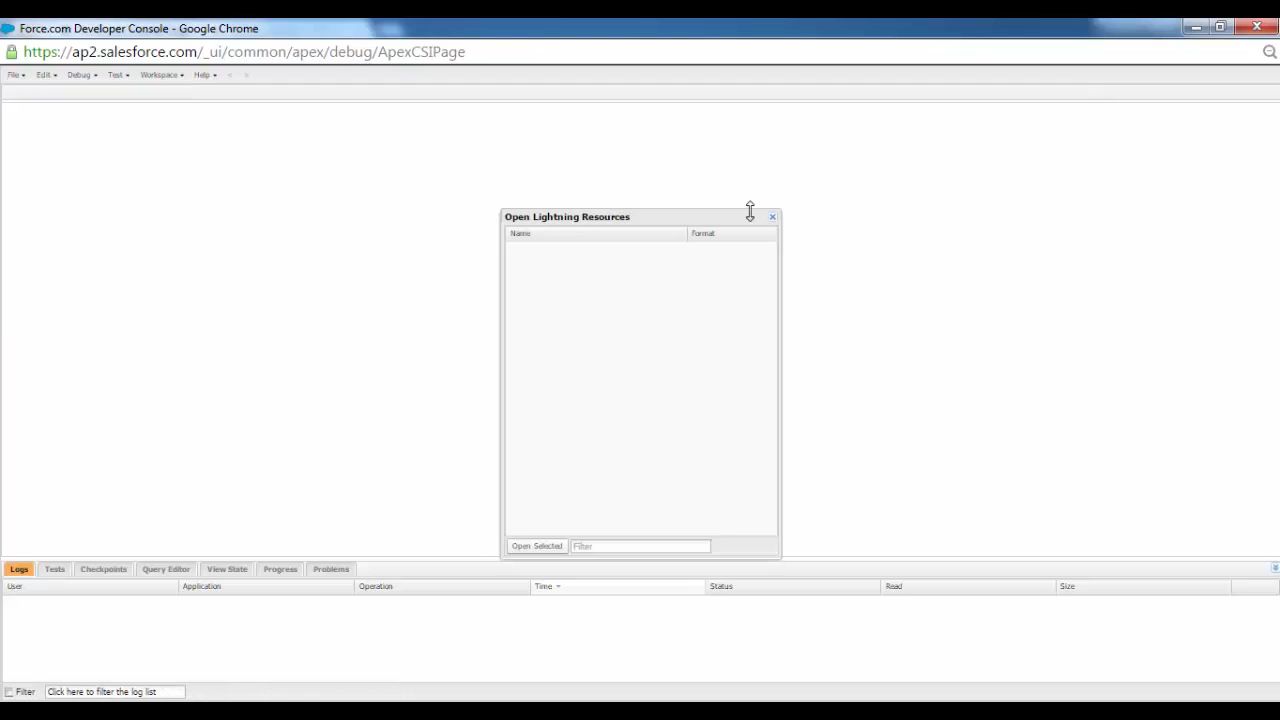 Force.com Developer Console - Google Chrome
https://ap2.salesforce.com/_ui/common/apex/debug/ApexCSIPage
File Edit Debug Test Workspace Help < >
Open Lightning Resources
Name Format
Open Selected Filter
Logs Tests Checkpoints Query Editor View State Progress Problems
User Application Operation Time Status Read Size
Filter Click here to filter the log list